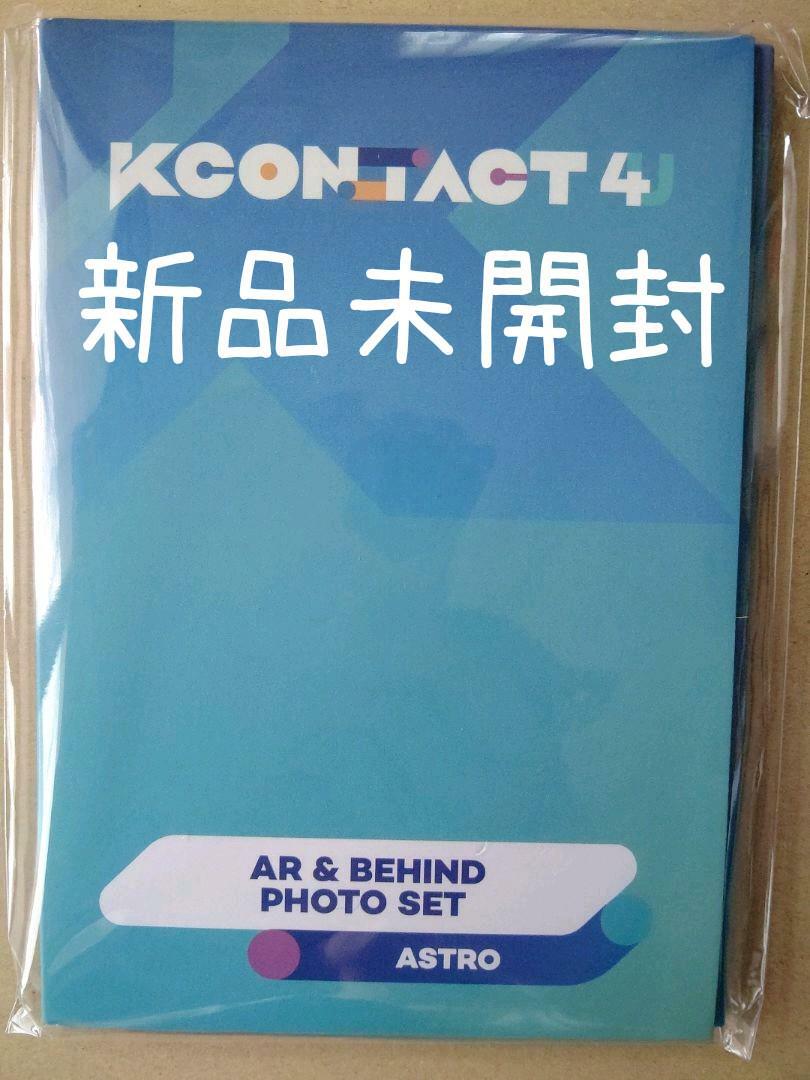 KCONTACT 4U
新品未開封
AR & BEHIND
PHOTO SET
ASTRO